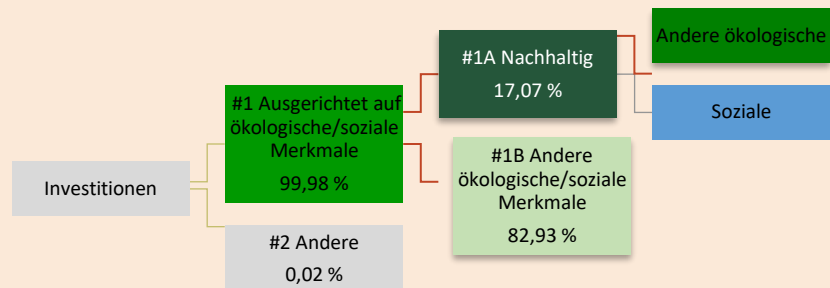 Investitionen
#1 Ausgerichtet auf
ökologische/soziale
Merkmale
99,98 %
#2 Andere
0,02 %
#1A Nachhaltig
17,07 %
#1B Andere
ökologische/soziale
Merkmale
82,93 %
Andere ökologische
Soziale